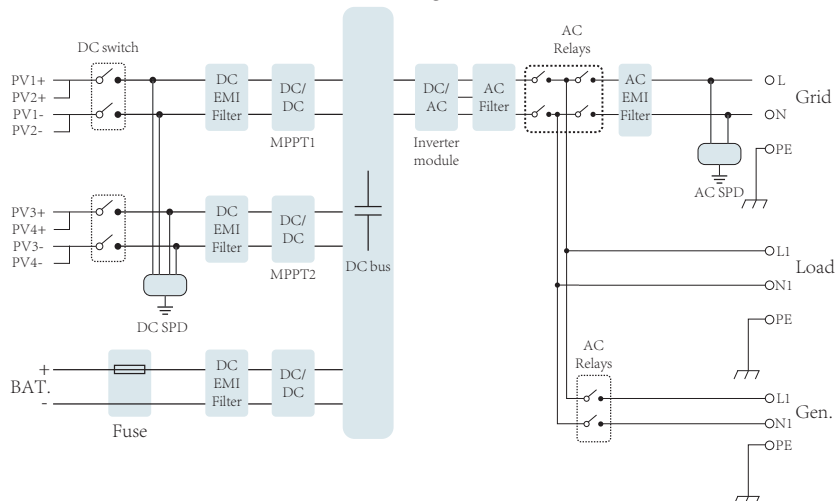 DC switch
PV1+
PV2+
PV1-
PV2-
DC
EMI
Filter
DC/
DC
MPPT1
PV3+
PV4+
PV3-
PV4-
DC
EMI
Filter
DC/
DC
MPPT2
DC SPD
+
BAT.
-
Fuse
DC
EMI
Filter
DC/
DC
DC bus
DC/
AC
Inverter
module
AC
Filter
AC
Relays
AC
EMI
Filter
L
Grid
N
PE
AC SPD
L1
Load
N1
PE
AC
Relays
L1
Gen.
N1
PE